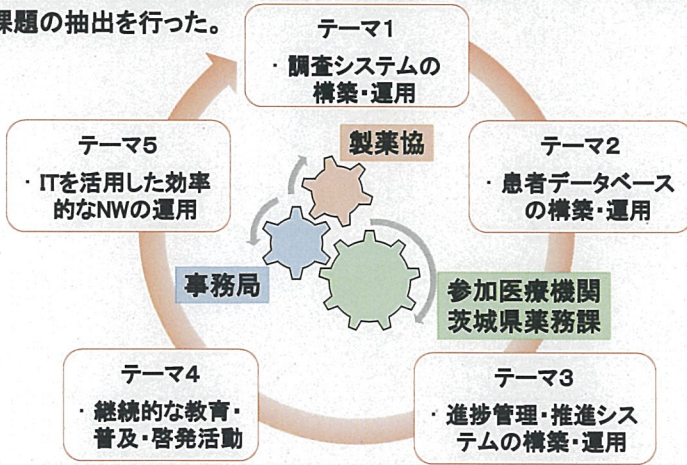 課題の抽出を行った。
テーマ1
・調査システムの
構築・運用
テーマ2
・患者データベース
の構築・運用
テーマ3
・進捗管理・推進シス
テムの構築・運用
テーマ4
・継続的な教育・
普及・啓発活動
テーマ5
・ITを活用した効率
的なNWの運用
製薬協
事務局
参加医療機関
茨城県薬務課